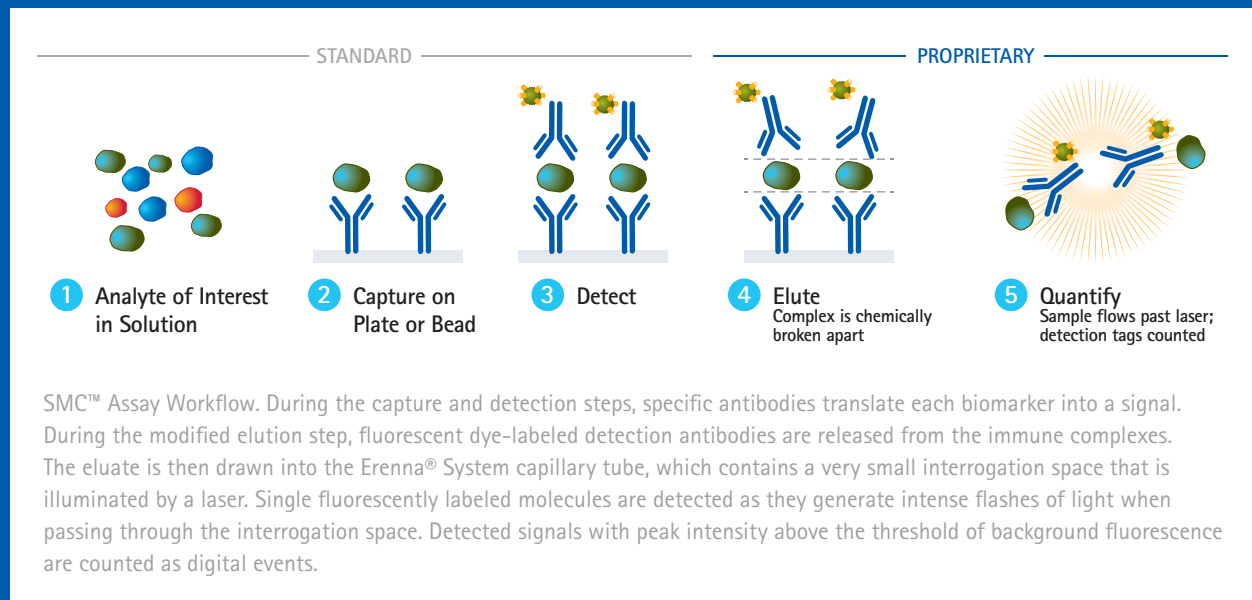 STANDARD
PROPRIETARY
1 Analyte of Interest
in Solution
2 Capture on
Plate or Bead
3 Detect
4 Elute
Complex is chemically
broken apart
5 Quantify
Sample flows past laser;
detection tags counted
SMC™ Assay Workflow. During the capture and detection steps, specific antibodies translate each biomarker into a signal.
During the modified elution step, fluorescent dye-labeled detection antibodies are released from the immune complexes.
The eluate is then drawn into the Erenna® System capillary tube, which contains a very small interrogation space that is
illuminated by a laser. Single fluorescently labeled molecules are detected as they generate intense flashes of light when
passing through the interrogation space. Detected signals with peak intensity above the threshold of background fluorescence
are counted as digital events.